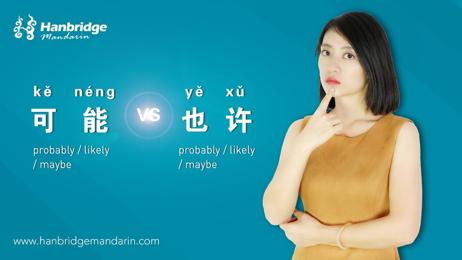 Hanbridge
Mandarin
kě néng
可能
probably / likely
/ maybe
VS
yě xǔ
也许
probably / likely
/ maybe
www.hanbridgemandarin.com